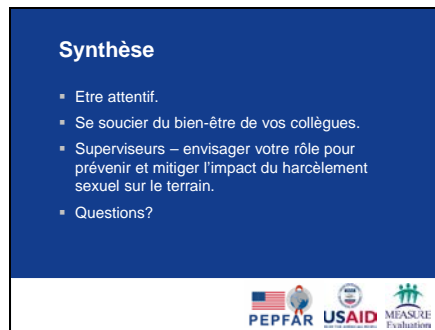 Synthèse
▪ Etre attentif.
▪ Se soucier du bien-être de vos collègues.
▪ Superviseurs – envisager votre rôle pour
prévenir et mitiger l'impact du harcèlement
sexuel sur le terrain.
▪ Questions?
PEPFAR
USAID
MEASURE
Evaluation